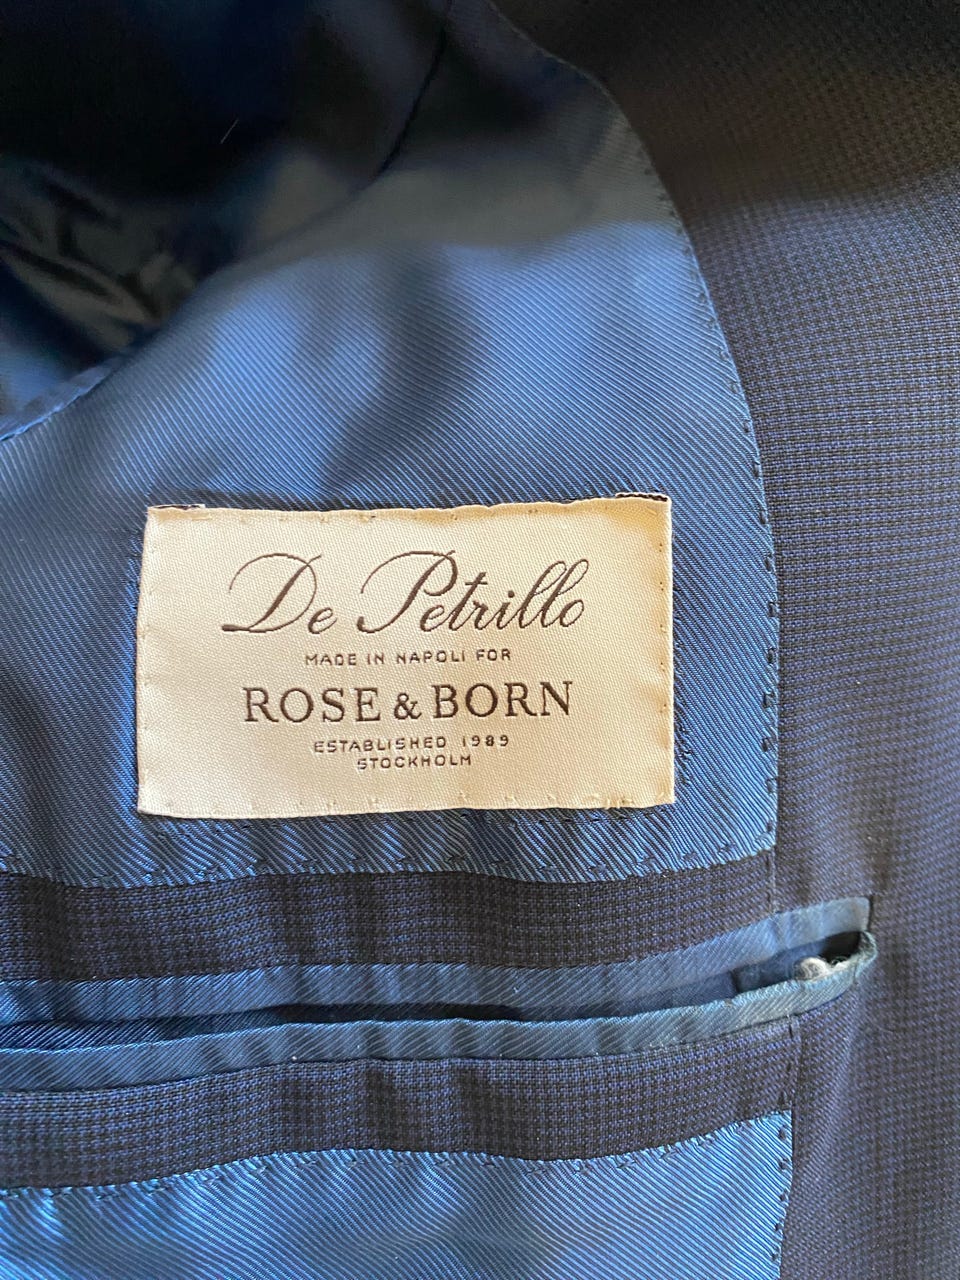 De Petrillo
MADE IN NAPOLI FOR
ROSE & BORN
ESTABLISHED 1989
STOCKHOLM